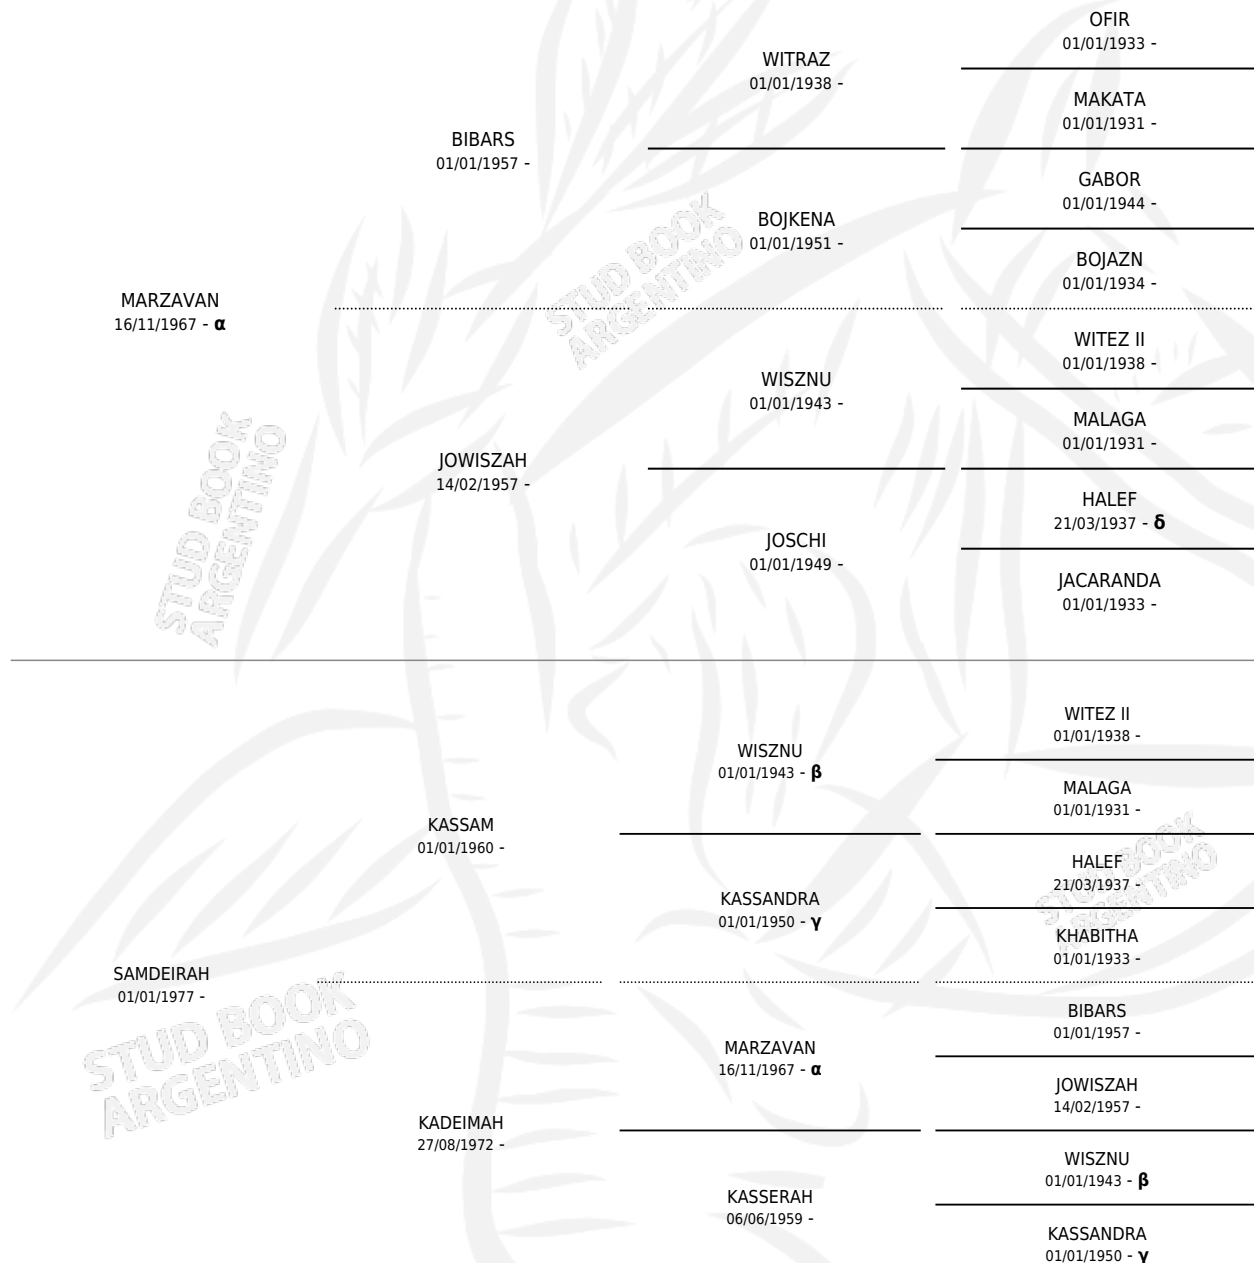 OFIR
01/01/1933 -
WITRAZ
01/01/1938 -
MAKATA
01/01/1931 -
BIBARS
01/01/1957 -
GABOR
01/01/1944 -
BOJKENA
01/01/1951 -
BOJAZN
01/01/1934 -
MARZAVAN
16/11/1967 - α
WITEZ II
01/01/1938 -
WISZNU
01/01/1943 -
MALAGA
01/01/1931 -
JOWISZAH
14/02/1957 -
HALEF
21/03/1937 - δ
JOSCHI
01/01/1949 -
JACARANDA
01/01/1933 -
WITEZ II
01/01/1938 -
WISZNU
01/01/1943 - β
MALAGA
01/01/1931 -
KASSAM
01/01/1960 -
HALEF
21/03/1937 -
KASSANDRA
01/01/1950 - γ
KHABITHA
01/01/1933 -
SAMDEIRAH
01/01/1977 -
BIBARS
01/01/1957 -
MARZAVAN
16/11/1967 - α
JOWISZAH
14/02/1957 -
KADEIMAH
27/08/1972 -
WISZNU
01/01/1943 - β
KASSERAH
06/06/1959 -
KASSANDRA
01/01/1950 - γ
STUD BOOK
ARGENTINO
STUD BOOK
ARGENTINO
STUD BOOK
ARGENTINO
STUD BOOK
ARGENTINO